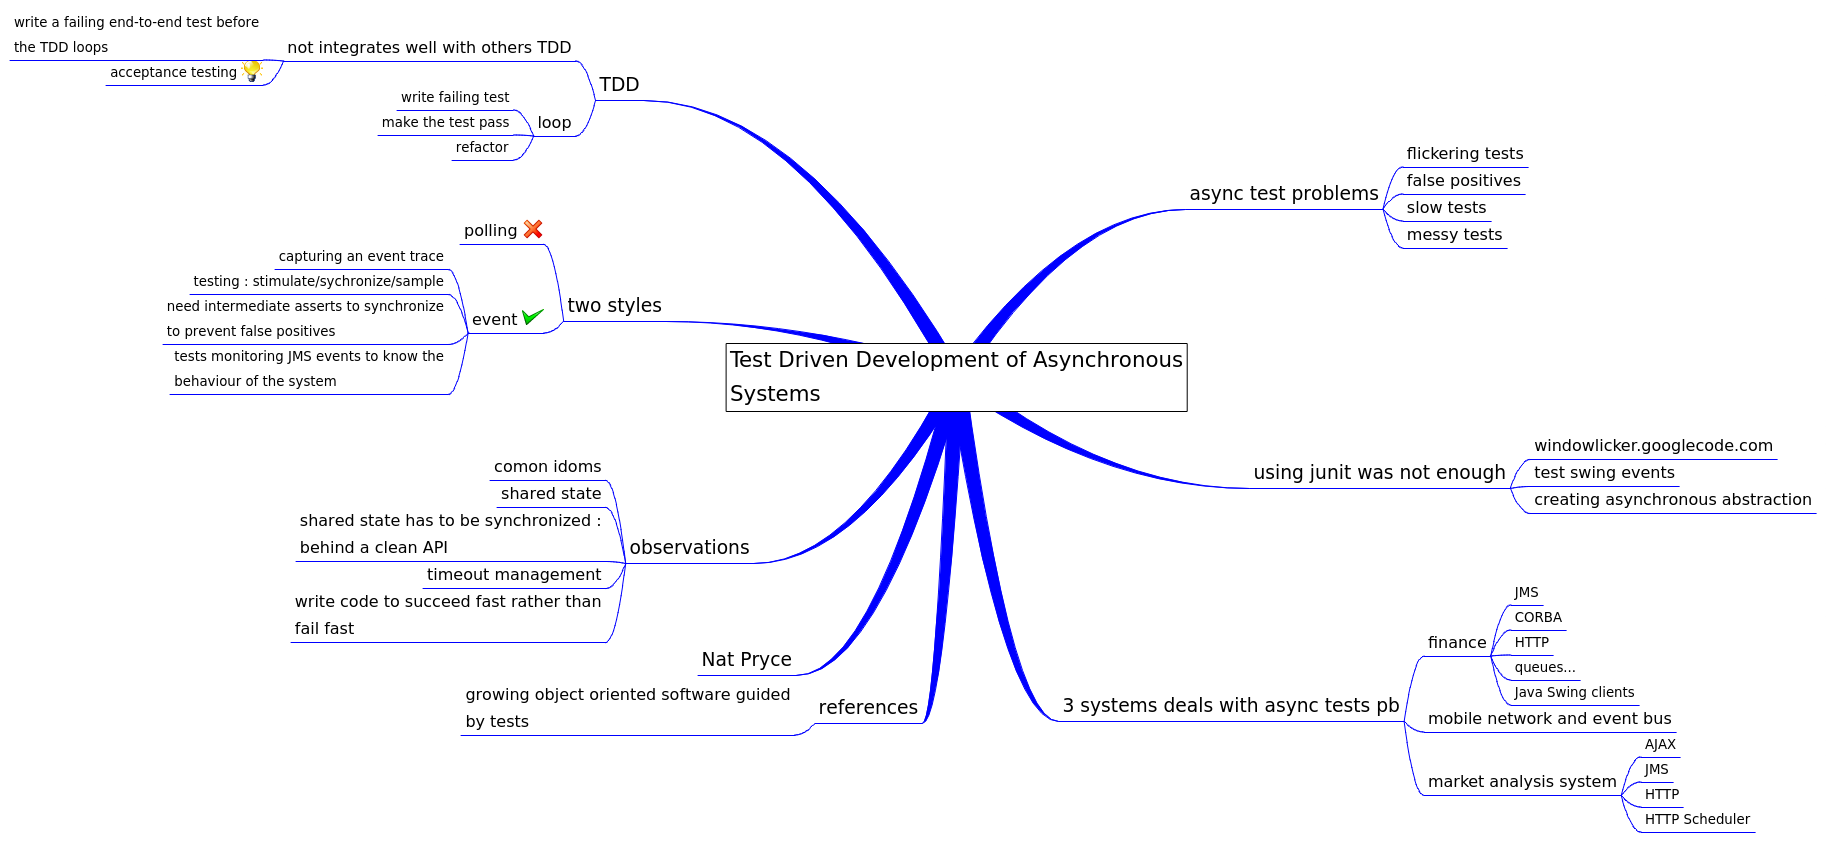 Test Driven Development of Asynchronous
Systems
TDD
not integrates well with others TDD
write a failing end-to-end test before
the TDD loops
acceptance testing
loop
write failing test
make the test pass
refactor
two styles
polling
event
capturing an event trace
testing : stimulate/sychronize/sample
need intermediate asserts to synchronize
to prevent false positives
tests monitoring JMS events to know the
behaviour of the system
observations
comon idoms
shared state
shared state has to be synchronized :
behind a clean API
timeout management
write code to succeed fast rather than
fail fast
Nat Pryce
references
growing object oriented software guided
by tests
async test problems
flickering tests
false positives
slow tests
messy tests
using junit was not enough
windowlicker.googlecode.com
test swing events
creating asynchronous abstraction
3 systems deals with async tests pb
finance
JMS
CORBA
HTTP
queues...
Java Swing clients
mobile network and event bus
market analysis system
AJAX
JMS
HTTP
HTTP Scheduler